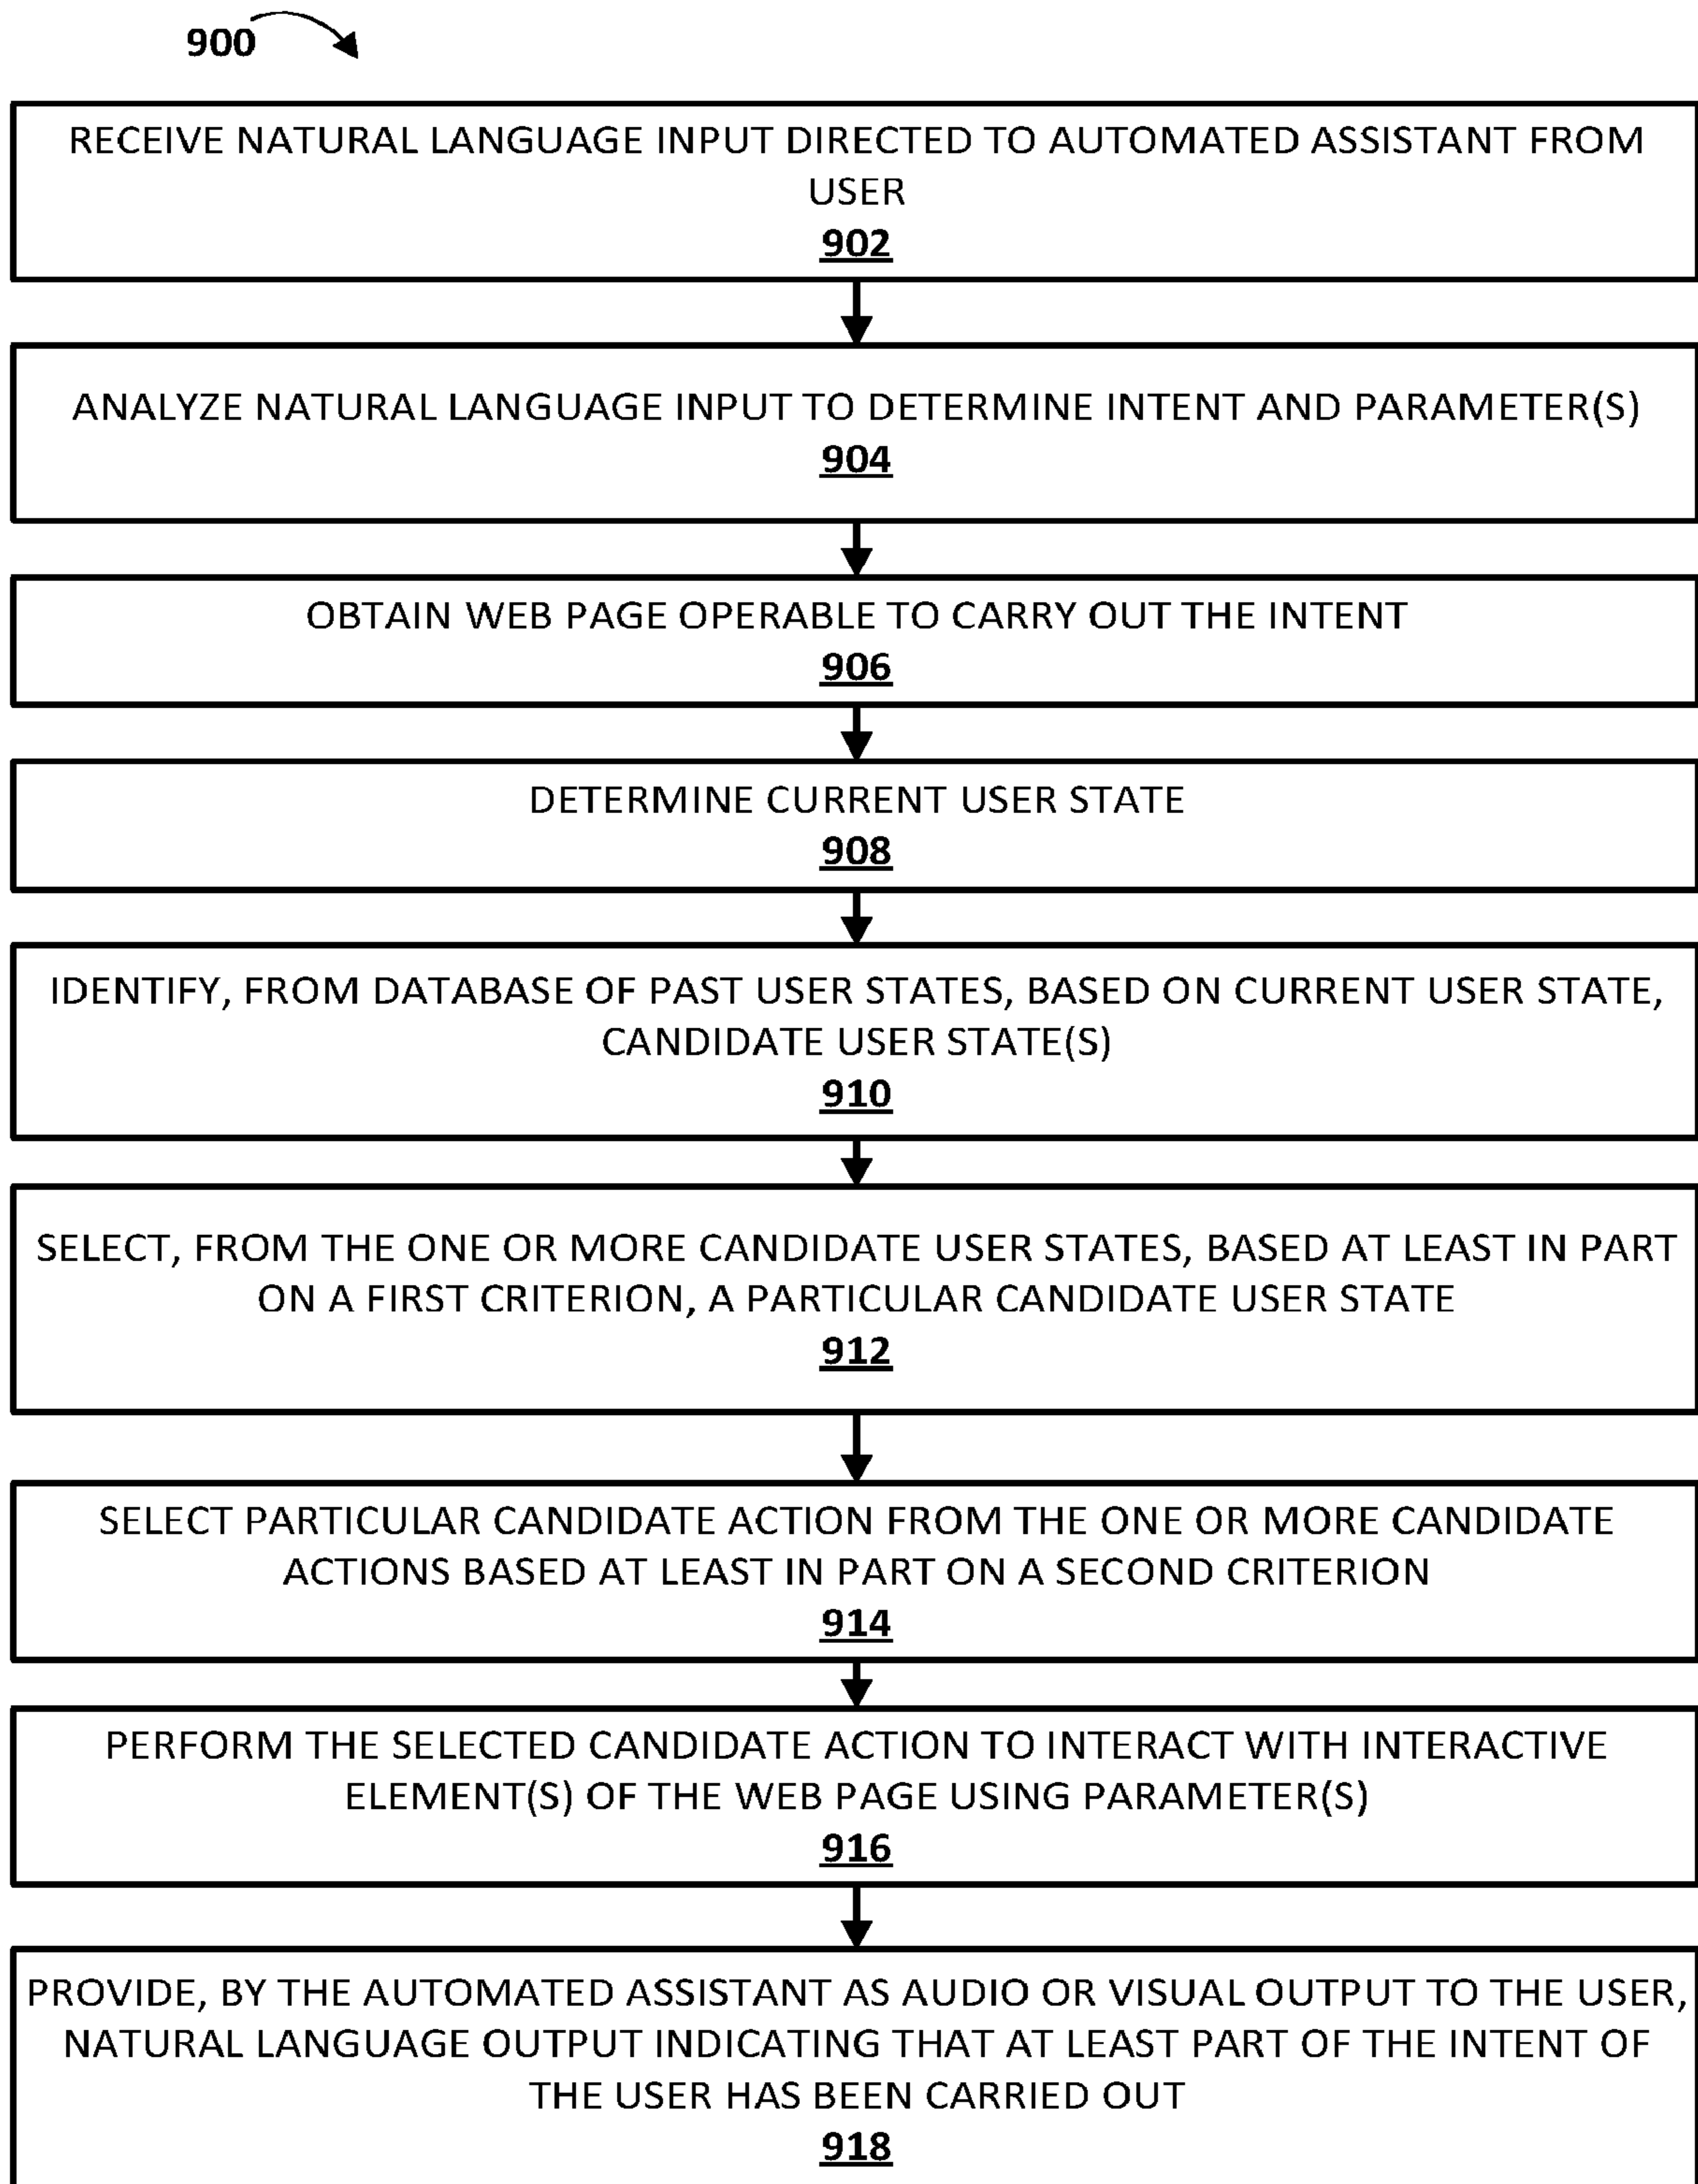 900
RECEIVE NATURAL LANGUAGE INPUT DIRECTED TO AUTOMATED ASSISTANT FROM
USER
902
ANALYZE NATURAL LANGUAGE INPUT TO DETERMINE INTENT AND PARAMETER(S)
904
OBTAIN WEB PAGE OPERABLE TO CARRY OUT THE INTENT
906
DETERMINE CURRENT USER STATE
908
IDENTIFY, FROM DATABASE OF PAST USER STATES, BASED ON CURRENT USER STATE,
CANDIDATE USER STATE(S)
910
SELECT, FROM THE ONE OR MORE CANDIDATE USER STATES, BASED AT LEAST IN PART
ON A FIRST CRITERION, A PARTICULAR CANDIDATE USER STATE
912
SELECT PARTICULAR CANDIDATE ACTION FROM THE ONE OR MORE CANDIDATE
ACTIONS BASED AT LEAST IN PART ON A SECOND CRITERION
914
PERFORM THE SELECTED CANDIDATE ACTION TO INTERACT WITH INTERACTIVE
ELEMENT(S) OF THE WEB PAGE USING PARAMETER(S)
916
PROVIDE, BY THE AUTOMATED ASSISTANT AS AUDIO OR VISUAL OUTPUT TO THE USER,
NATURAL LANGUAGE OUTPUT INDICATING THAT AT LEAST PART OF THE INTENT OF
THE USER HAS BEEN CARRIED OUT
918